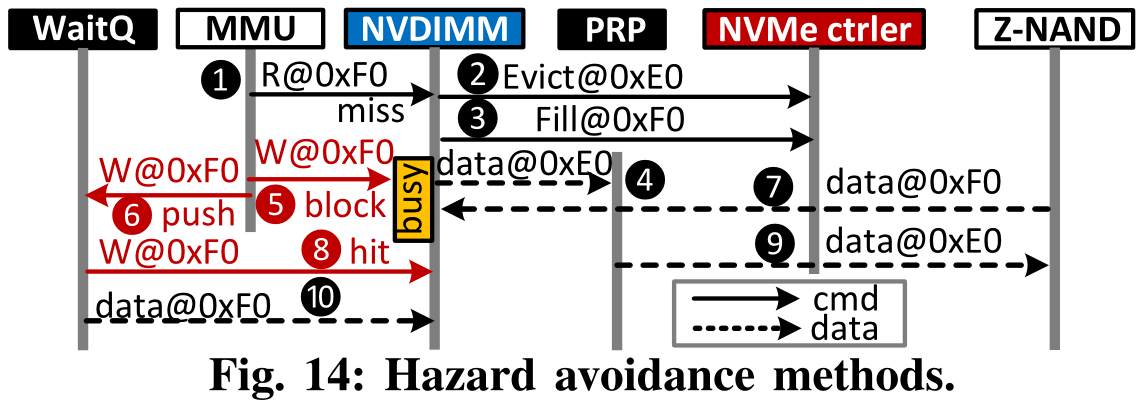 WaitQ MMU NVDIMM PRP NVMe ctrler Z-NAND
1 R@0xF0 2 Evict@0xE0
miss 3 Fill@0xF0
W@0xF0 W@0xF0 busy data@0xE0 4 7 data@0xF0
6 push 5 block
W@0xF0 8 hit 9 data@0xE0
data@0xF0 10
cmd
data
Fig. 14: Hazard avoidance methods.